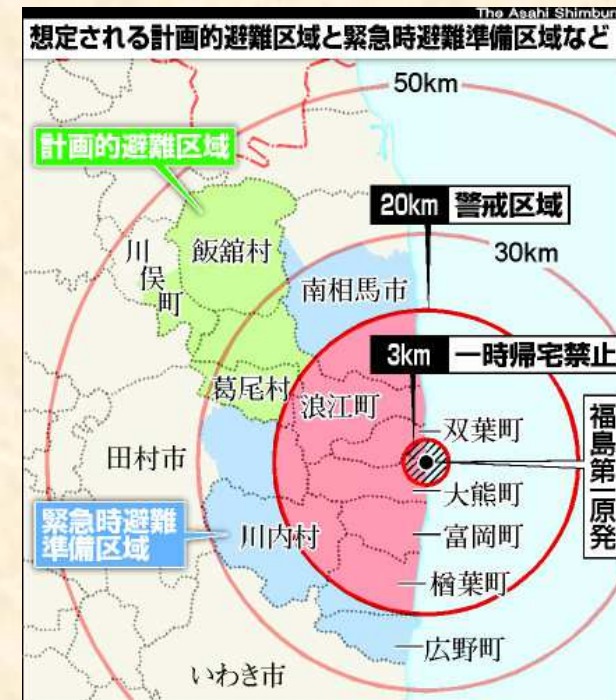 The Asahi Shimbun
想定される計画的避難区域と緊急時避難準備区域など
50km
計画的避難区域
20km 警戒区域
30km
飯舘村
川俣町
南相馬市
3km 一時帰宅禁止
葛尾村
浪江町
双葉町
福島第一原発
田村市
大熊町
緊急時避難
準備区域
川内村
富岡町
楢葉町
広野町
いわき市